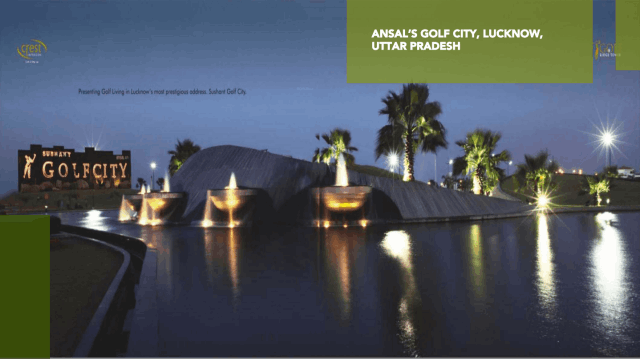 ANSAL'S GOLF CITY, LUCKNOW,
UTTAR PRADESH
crest
Presenting Golf Living in Lucknow's most prestigious address. Sushant Golf City.
SUSHANT
GOLFCITY